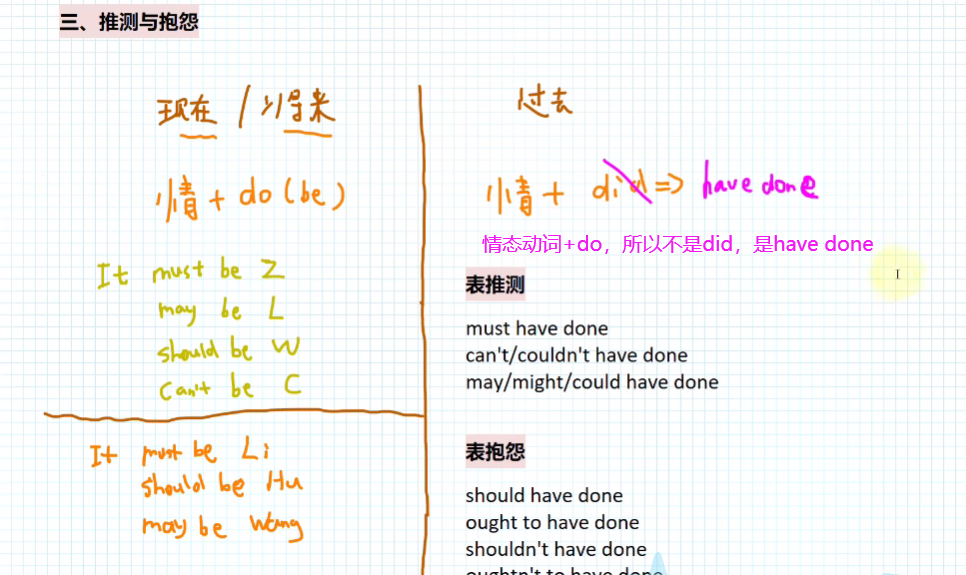 三、推测与抱怨
现在 / 将来
情 + do (be)
It must be Z
may be L
should be W
can't be C
It must be Li
should be Hu
may be Wang
过去
情 + did => have done
情态动词+do，所以不是did，是have done
表推测
must have done
can't/couldn't have done
may/might/could have done
表抱怨
should have done
ought to have done
shouldn't have done
oughtn't to have done